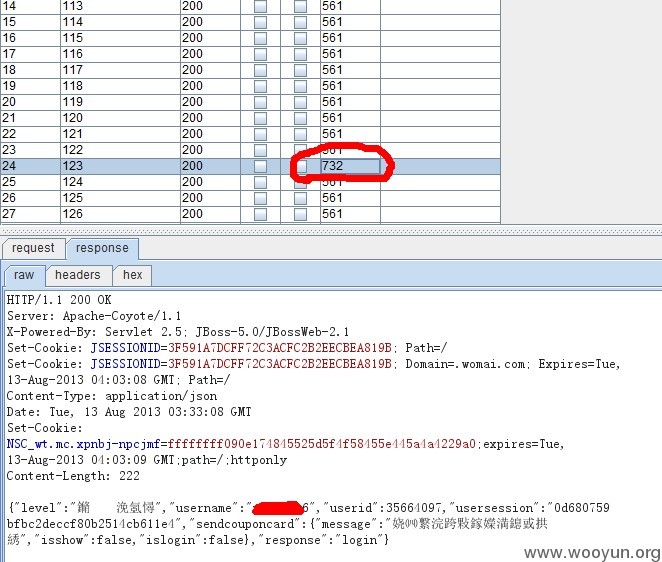 14 113 200 561
15 114 200 561
16 115 200 561
17 116 200 561
18 117 200 561
19 118 200 561
20 119 200 561
21 120 200 561
22 121 200 561
23 122 200 561
24 123 200 732
25 124 200 561
26 125 200 561
27 126 200 561
request response
raw headers hex
HTTP/1.1 200 OK
Server: Apache-Coyote/1.1
X-Powered-By: Servlet 2.5; JBoss-5.0/JBossWeb-2.1
Set-Cookie: JSESSIONID=3F591A7DCFF72C3ACFC2B2EECBEA819B; Path=/
Set-Cookie: JSESSIONID=3F591A7DCFF72C3ACFC2B2EECBEA819B; Domain=.womai.com; Expires=Tue,
13-Aug-2013 04:03:08 GMT; Path=/
Content-Type: application/json
Date: Tue, 13 Aug 2013 03:33:08 GMT
Set-Cookie:
NSC_wt.mc.xpnbj-npcjmf=ffffffff090e174845525d5f4f58455e445a4a4229a0;expires=Tue,
13-Aug-2013 04:03:09 GMT;path=/;httponly
Content-Length: 222
{"level":" ","username":" 6","userid":35664097,"usersession":"0d680759
bfbc2deccf80b2514cb611e4","sendcouponcard":{"message":"
","isshow":false,"islogin":false},"response":"login"}
www.wooyun.org